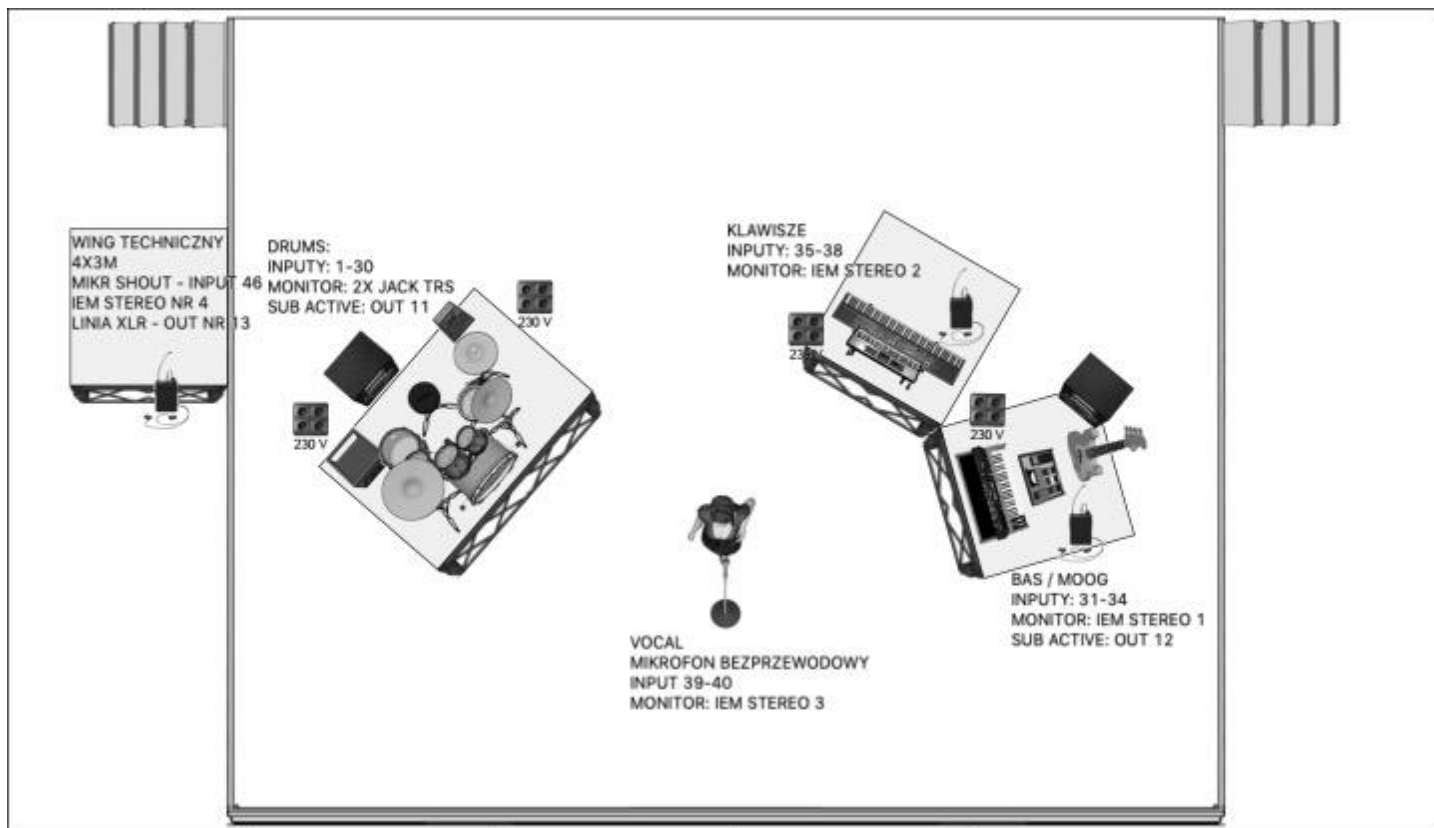 WING TECHNICZNY
4X3M
MIKR SHOUT - INPUT 46
IEM STEREO NR 4
LINIA XLR - OUT NR 13
DRUMS:
INPUTY: 1-30
MONITOR: 2X JACK TRS
SUB ACTIVE: OUT 11
230 V
230 V
KLAWISZE
INPUTY: 35-38
MONITOR: IEM STEREO 2
230 V
230 V
BAS / MOOG
INPUTY: 31-34
MONITOR: IEM STEREO 1
SUB ACTIVE: OUT 12
VOCAL
MIKROFON BEZPRZEWODOWY
INPUT 39-40
MONITOR: IEM STEREO 3